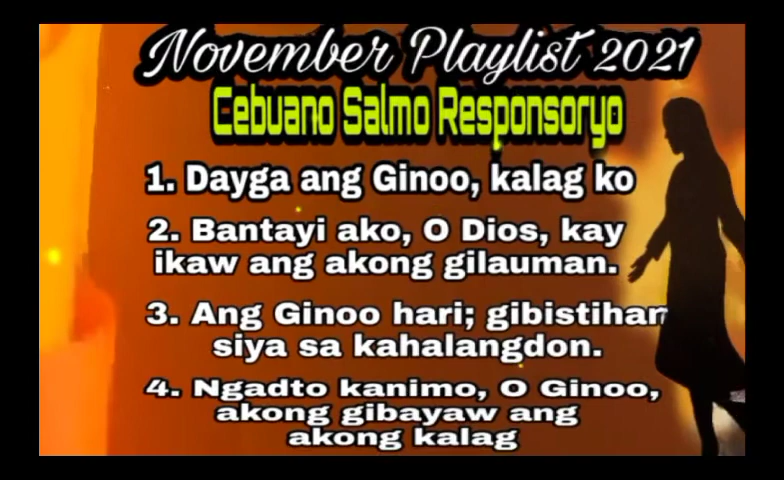 November Playlist 2021
Cebuano Salmo Responsoryo
1. Dayga ang Ginoo, kalag ko
2. Bantayi ako, O Dios, kay
ikaw ang akong gilauman.
3. Ang Ginoo hari; gibistihan
siya sa kahalangdon.
4. Ngadto kanimo, O Ginoo,
akong gibayaw ang
akong kalag